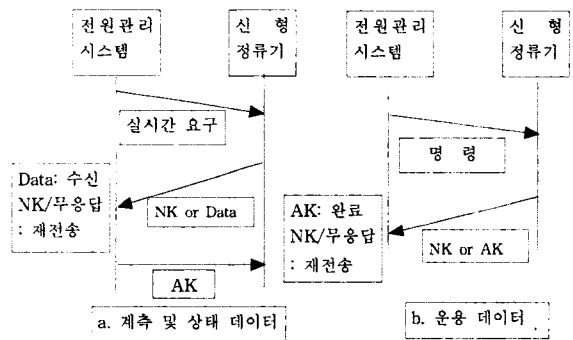 전원관리
시스템
신 형
정류기
실시간 요구
Data: 수신
NK/무응답
: 재전송
NK or Data
AK
a. 계측 및 상태 데이터
전원관리
시스템
신 형
정류기
명 령
AK: 완료
NK/무응답
: 재전송
NK or AK
b. 운용 데이터